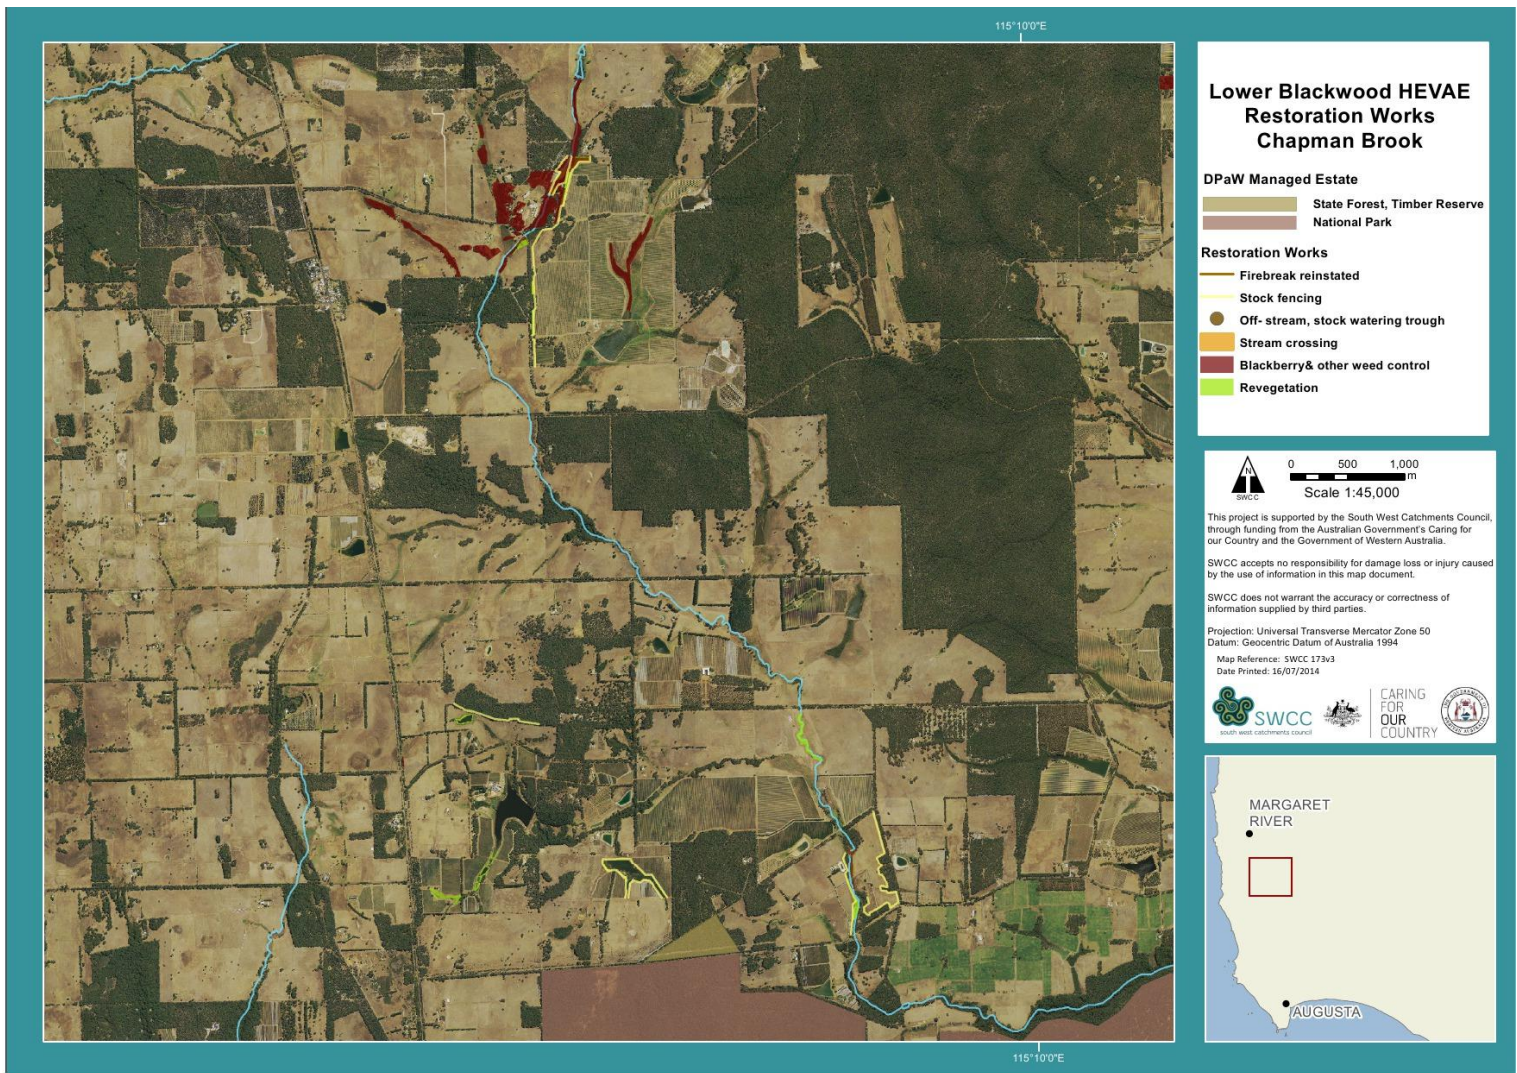 115°10'0"E
Lower Blackwood HEVAE
Restoration Works
Chapman Brook
DPaW Managed Estate
State Forest, Timber Reserve
National Park
Restoration Works
Firebreak reinstated
Stock fencing
Off- stream, stock watering trough
Stream crossing
Blackberry& other weed control
Revegetation
N
SWCC
0 500 1,000
m
Scale 1:45,000
This project is supported by the South West Catchments Council,
through funding from the Australian Government's Caring for
our Country and the Government of Western Australia.
SWCC accepts no responsibility for damage loss or injury caused
by the use of information in this map document.
SWCC does not warrant the accuracy or correctness of
information supplied by third parties.
Projection: Universal Transverse Mercator Zone 50
Datum: Geocentric Datum of Australia 1994
Map Reference: SWCC 173v3
Date Printed: 16/07/2014
SWCC
south west catchments council
CARING
FOR
OUR
COUNTRY
MARGARET
RIVER
AUGUSTA
115°10'0"E